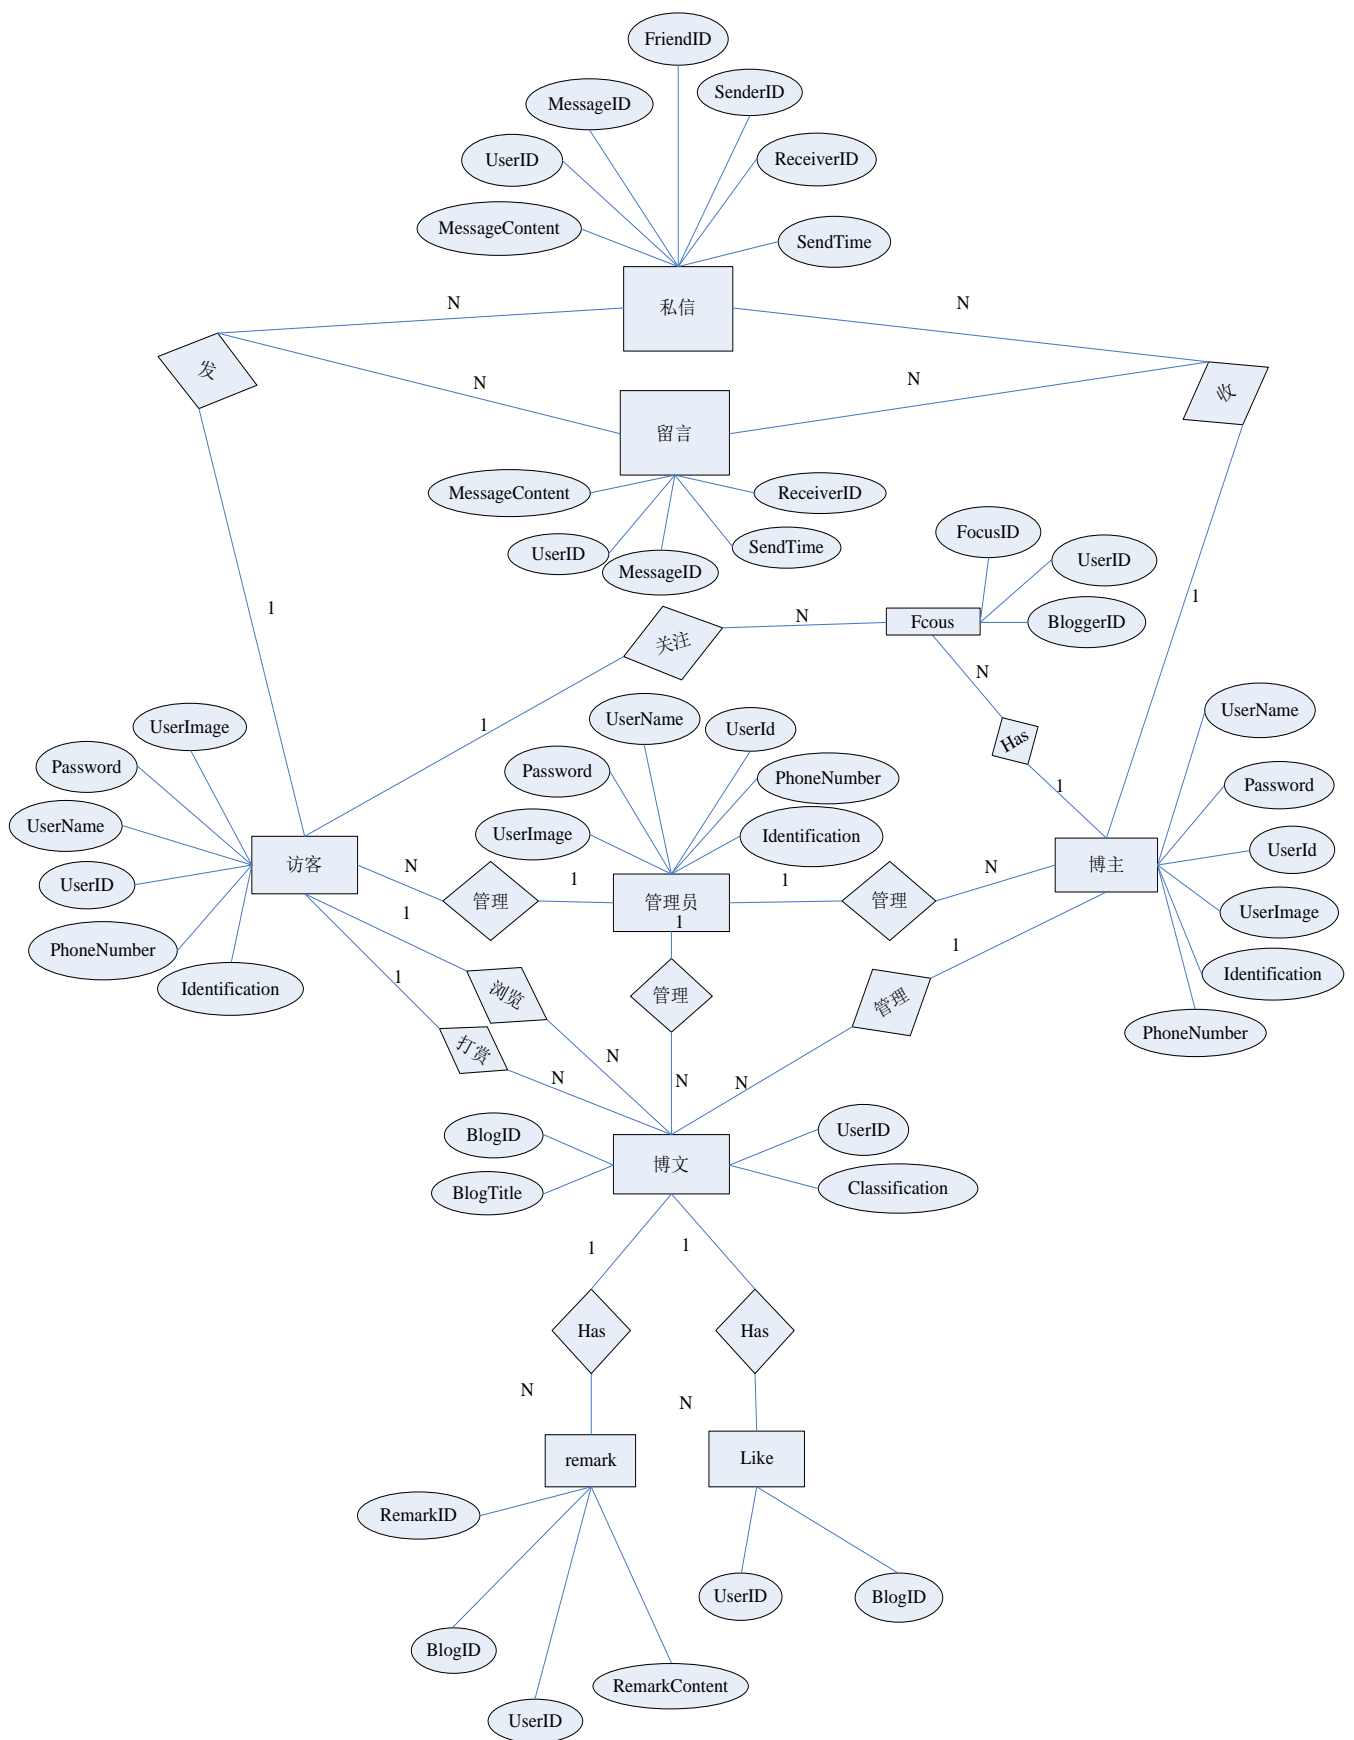 FriendID
SenderID
MessageID
UserID
ReceiverID
MessageContent
SendTime
N
私信
N
发
N
N
收
留言
MessageContent
ReceiverID
UserID
MessageID
SendTime
FocusID
UserID
BloggerID
1
1
N
Fcous
关注
N
1
Has
1
UserImage
Password
UserName
UserID
PhoneNumber
Identification
访客
UserName
UserId
Password
PhoneNumber
UserImage
Identification
UserName
Password
UserId
UserImage
Identification
PhoneNumber
博主
N
管理
1
管理员
1
1
管理
N
1
1
浏览
打赏
管理
管理
1
N
N
N
N
BlogID
BlogTitle
博文
UserID
Classification
1
1
Has
Has
N
N
remark
Like
RemarkID
BlogID
UserID
RemarkContent
UserID
BlogID